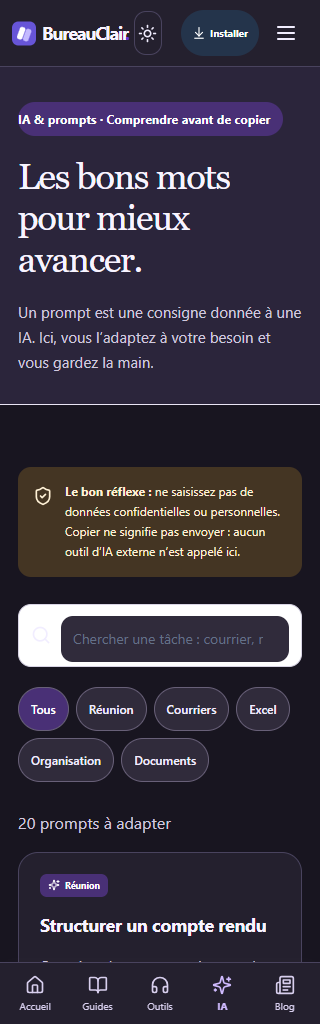 BureauClair
Installer
IA & prompts · Comprendre avant de copier
Les bons mots
pour mieux
avancer.
Un prompt est une consigne donnée à une
IA. Ici, vous l’adaptez à votre besoin et
vous gardez la main.
Le bon réflexe : ne saisissez pas de
données confidentielles ou personnelles.
Copier ne signifie pas envoyer : aucun
outil d’IA externe n’est appelé ici.
Chercher une tâche : courrier, r
Tous Réunion Courriers Excel
Organisation Documents
20 prompts à adapter
Réunion
Structurer un compte rendu
Accueil Guides Outils IA Blog